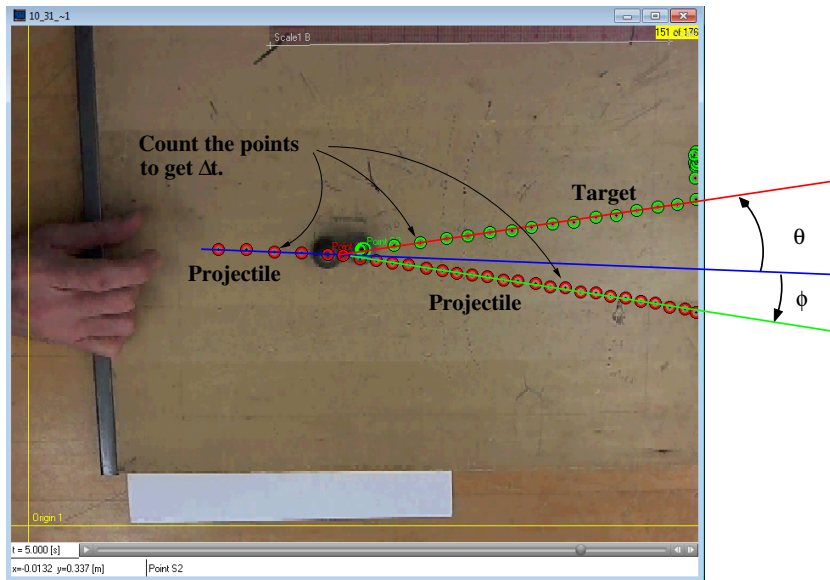 10_31_~1
Scale1 B
151 of 176
Count the points
to get Δt.
Target
θ
Point
Projectile
Projectile
ϕ
Origin 1
t = 5.000 [s]
x=-0.0132 y=0.337 [m]
Point S2